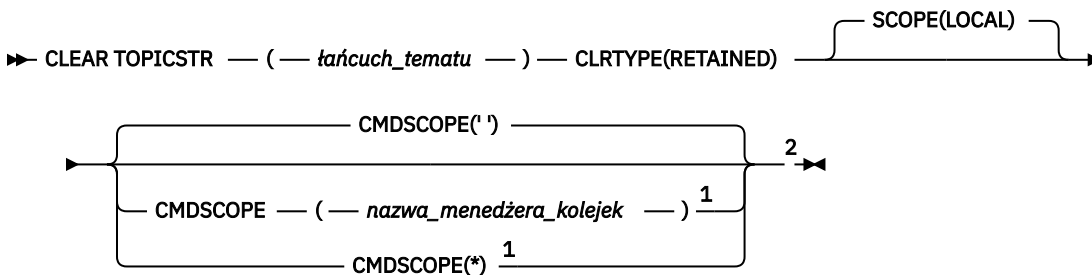 SCOPE(LOCAL)
CLEAR TOPICSTR ( łańcuch_tematu ) CLRTYPE(RETAINED)
CMDSCOPE(' ')
2
CMDSCOPE ( nazwa_menedżera_kolejek ) 1
CMDSCOPE(*) 1